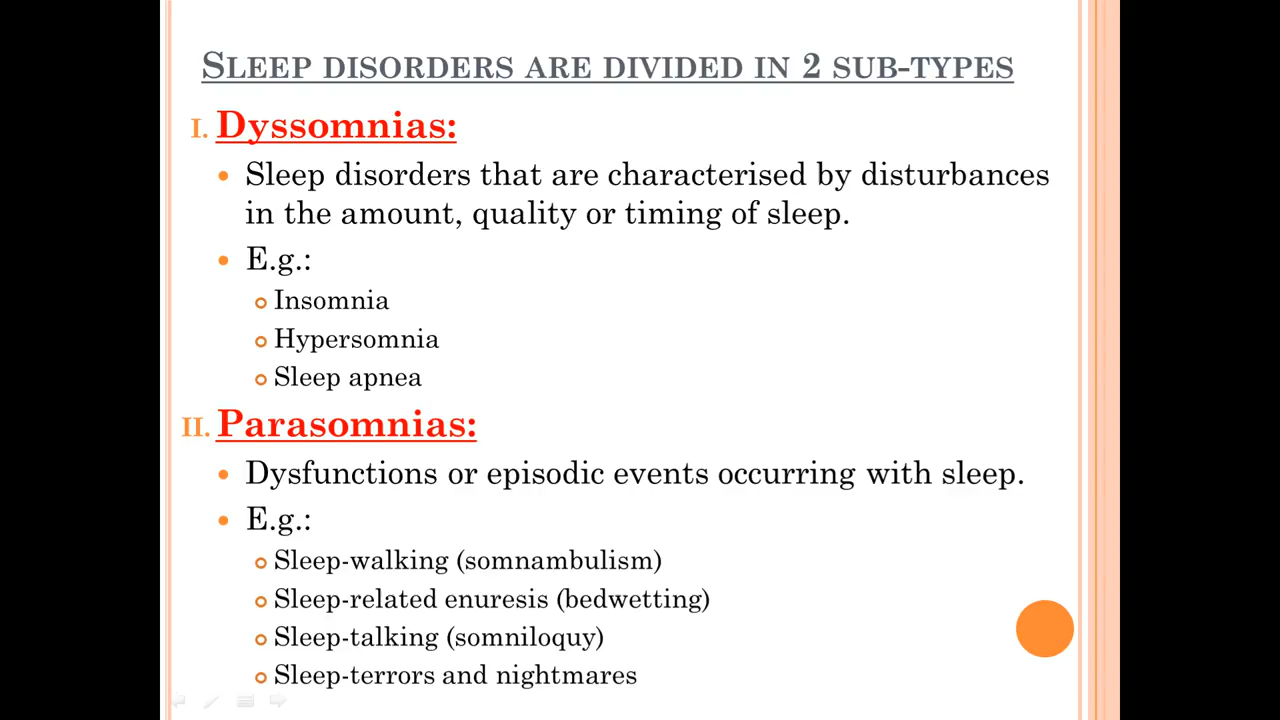 SLEEP DISORDERS ARE DIVIDED IN 2 SUB-TYPES
I. Dyssomnias:
• Sleep disorders that are characterised by disturbances
in the amount, quality or timing of sleep.
• E.g.:
Insomnia
Hypersomnia
Sleep apnea
II. Parasomnias:
• Dysfunctions or episodic events occurring with sleep.
• E.g.:
Sleep-walking (somnambulism)
Sleep-related enuresis (bedwetting)
Sleep-talking (somniloquy)
Sleep-terrors and nightmares